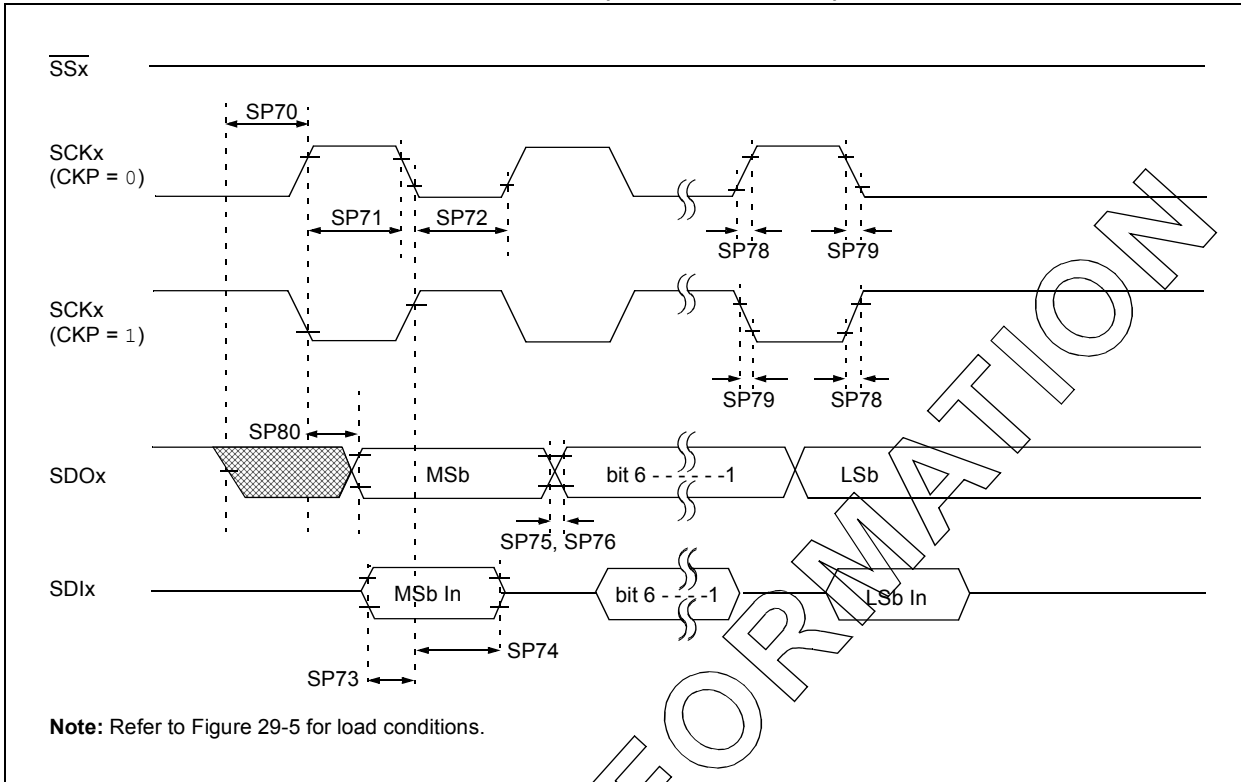 SSx
SP70
SCKx
(CKP = 0)
SP71
SP72
SP78
SP79
SCKx
(CKP = 1)
SP79
SP78
SP80
SDOx
MSb
bit 6 - - - - - -1
LSb
SP75, SP76
SDIx
MSb In
bit 6 - - - -1
LSb In
SP74
SP73
Note: Refer to Figure 29-5 for load conditions.
FORMATION